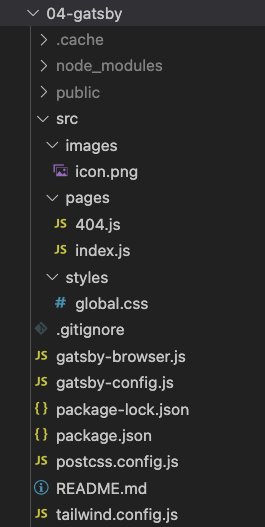 04-gatsby
.cache
node_modules
public
src
images
icon.png
pages
JS 404.js
JS index.js
styles
# global.css
.gitignore
JS gatsby-browser.js
JS gatsby-config.js
{} package-lock.json
{} package.json
JS postcss.config.js
README.md
JS tailwind.config.js